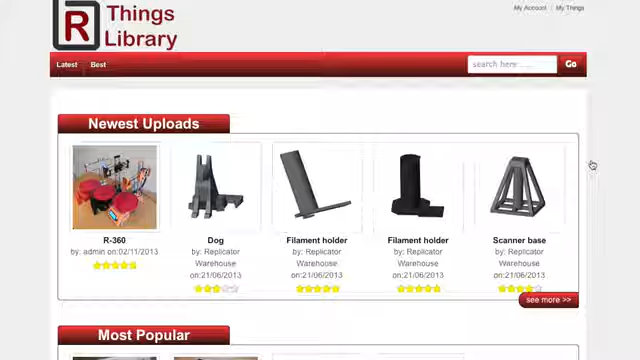 My Account | My Things
R Things
Library
Latest Best search here ...... Go
Newest Uploads
R-360
by: admin on:02/11/2013
Dog
by: Replicator
Warehouse
on:21/06/2013
Filament holder
by: Replicator
Warehouse
on:21/06/2013
Filament holder
by: Replicator
Warehouse
on:21/06/2013
Scanner base
by: Replicator
Warehouse
on:21/06/2013
see more >>
Most Popular